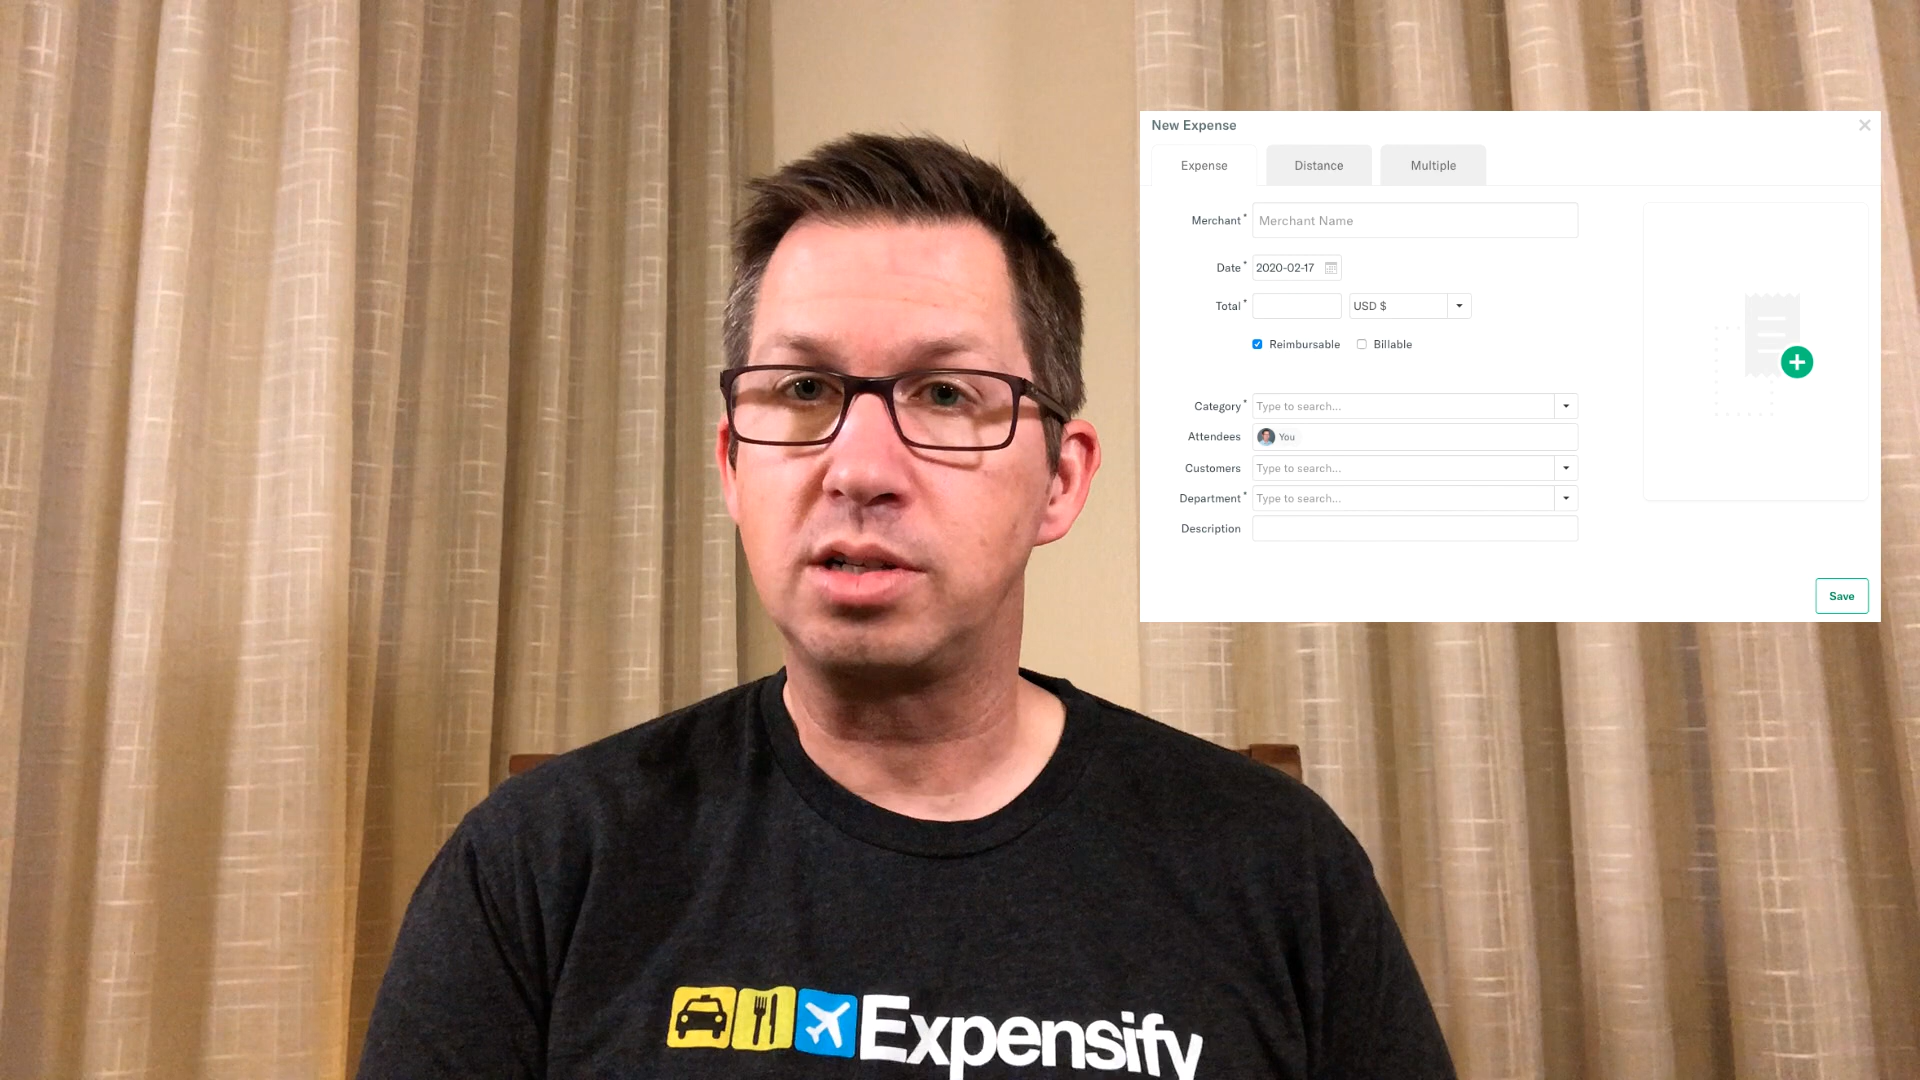 New Expense
Expense Distance Multiple
Merchant* Merchant Name
Date* 2020-02-17
Total* USD $
Reimbursable Billable
Category* Type to search...
Attendees You
Customers Type to search...
Department* Type to search...
Description
Save
Expensify